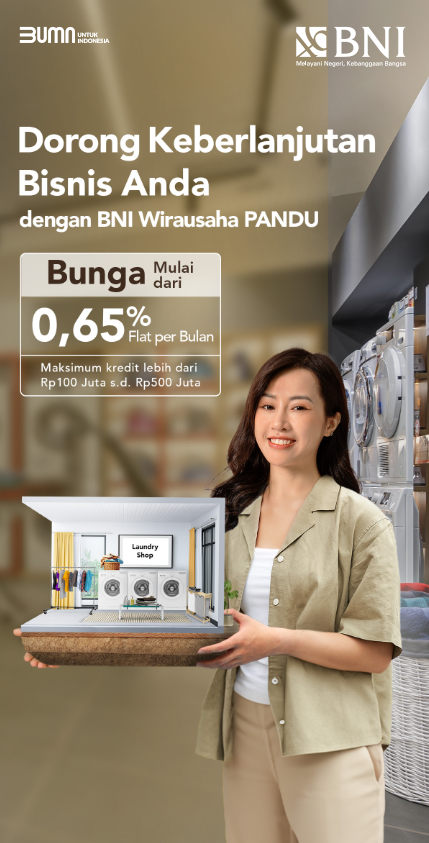 BUMN UNTUK
INDONESIA
BNI
Melayani Negeri, Kebanggaan Bangsa
Dorong Keberlanjutan
Bisnis Anda
dengan BNI Wirausaha PANDU
Bunga Mulai
dari
0,65%
Flat per Bulan
Maksimum kredit lebih dari
Rp100 Juta s.d. Rp500 Juta
Laundry
Shop